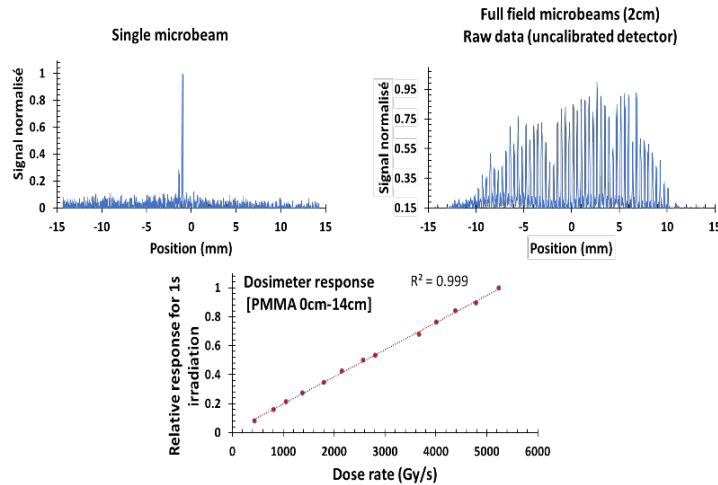 Single microbeam
Signal normalisé
1
0.8
0.6
0.4
0.2
0
-15 -10 -5 0 5 10 15
Position (mm)
Full field microbeams (2cm)
Raw data (uncalibrated detector)
Signal normalisé
0.95
0.75
0.55
0.35
0.15
-15 -10 -5 0 5 10 15
Position (mm)
Dosimeter response
[PMMA 0cm-14cm]
R² = 0.999
Relative response for 1s
irradiation
1
0.8
0.6
0.4
0.2
0
0 1000 2000 3000 4000 5000 6000
Dose rate (Gy/s)